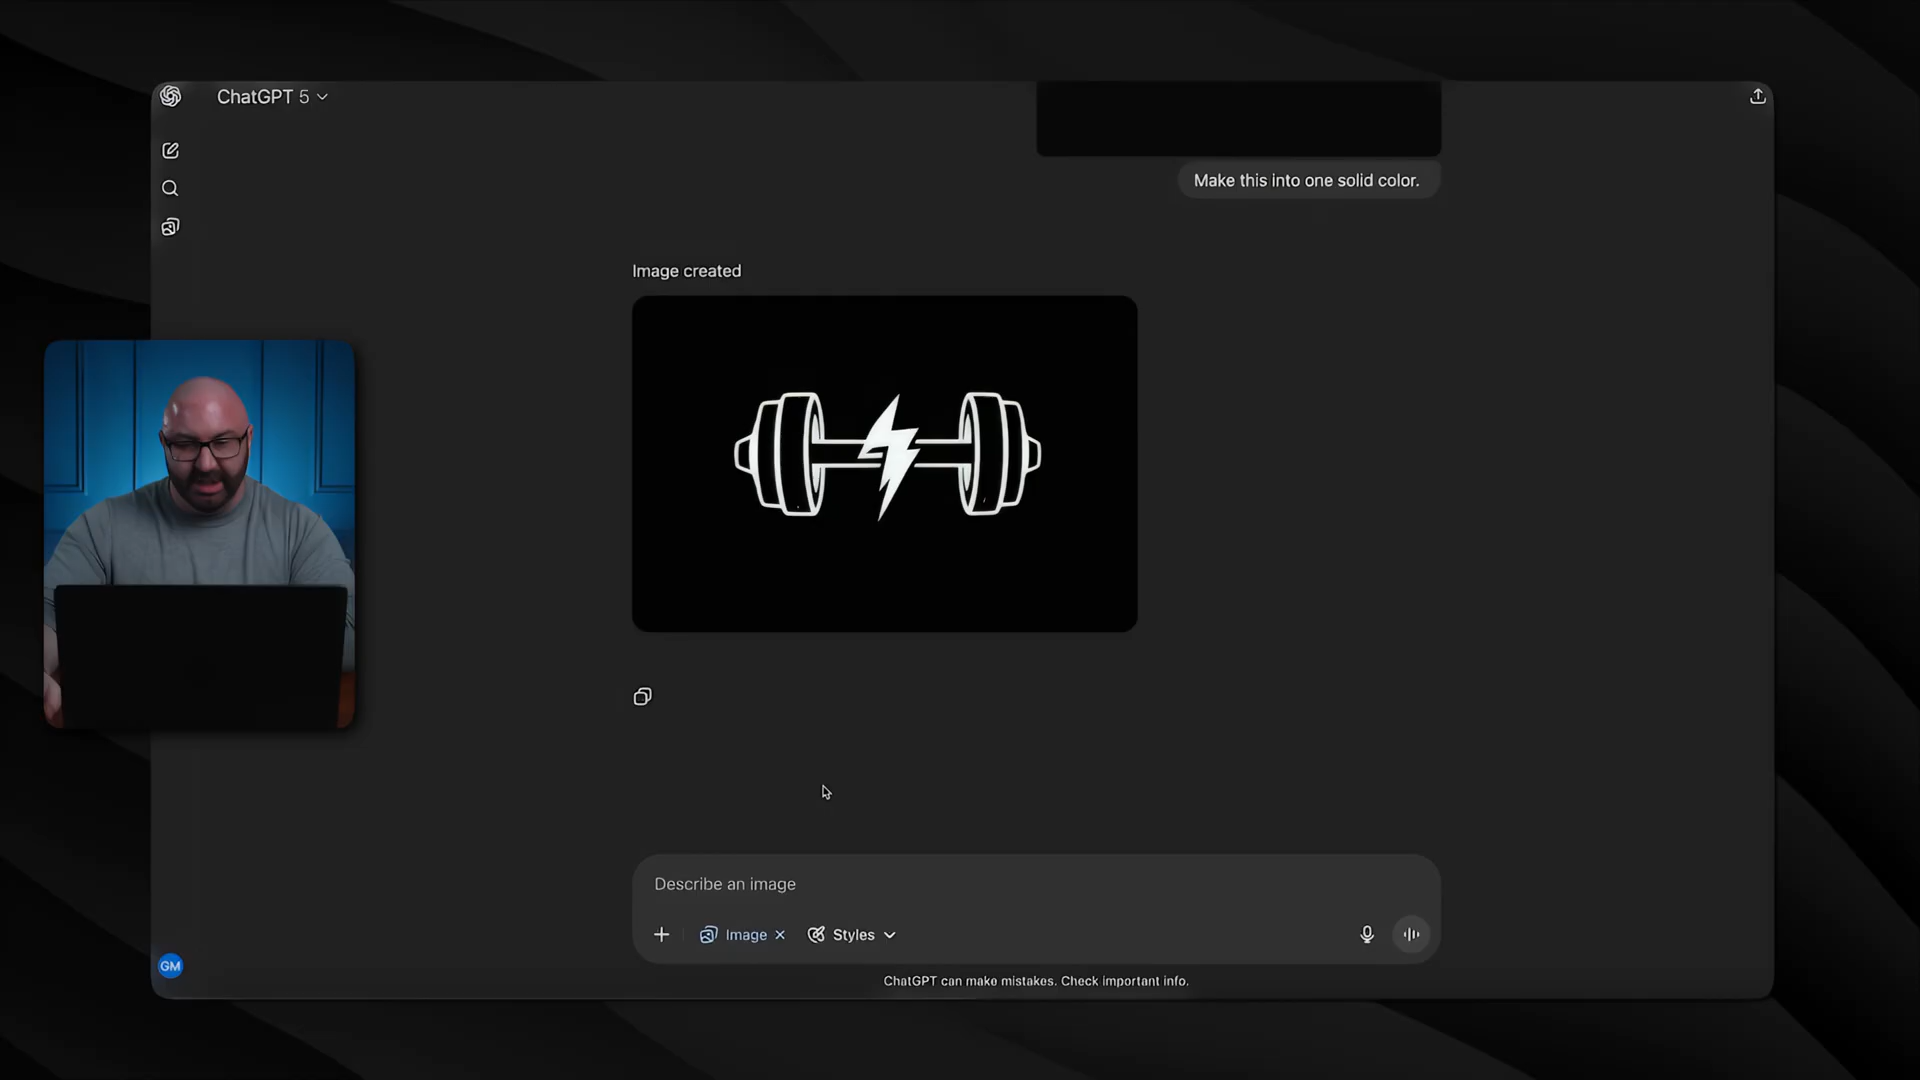 ChatGPT 5
Make this into one solid color.
Image created
Describe an image
Image
Styles
GM
ChatGPT can make mistakes. Check important info.